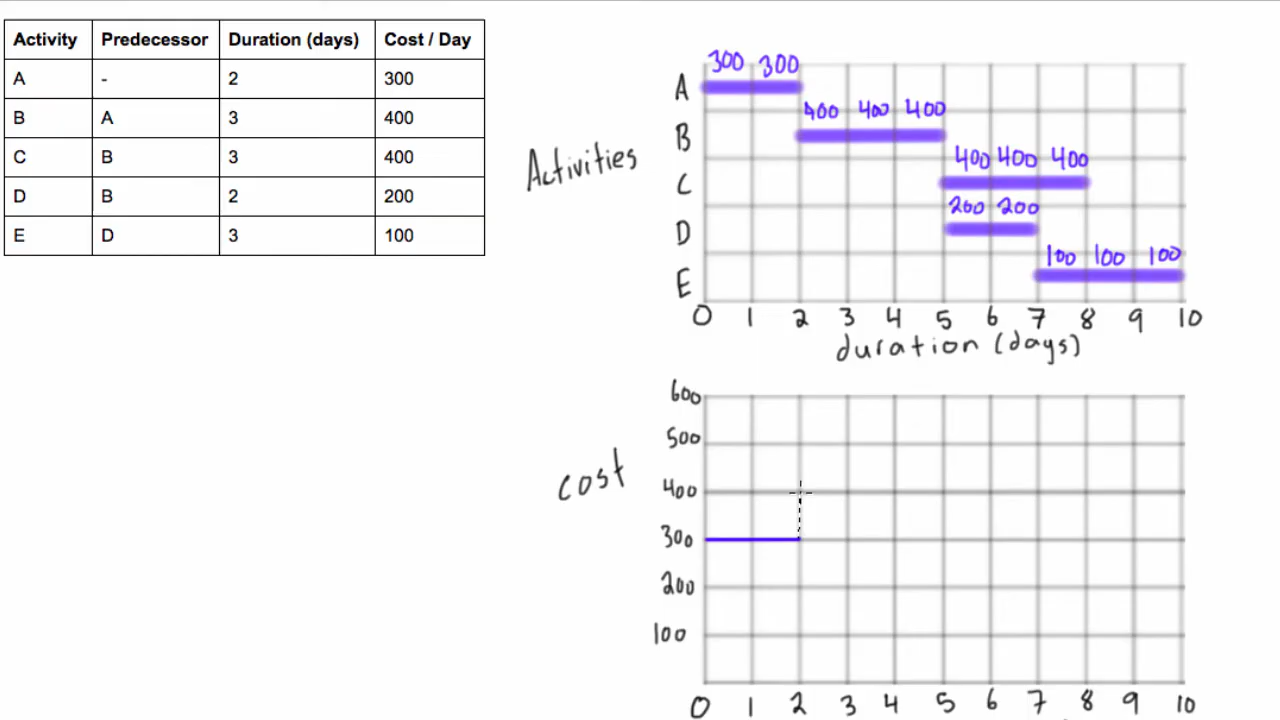 Activity Predecessor Duration (days) Cost / Day
A - 2 300
B A 3 400
C B 3 400
D B 2 200
E D 3 100
Activities
300 300
A
400 400 400
B
400 400 400
C
200 200
D
100 100 100
E
0 1 2 3 4 5 6 7 8 9 10
duration (days)
cost
600
500
400
300
200
100
0 1 2 3 4 5 6 7 8 9 10